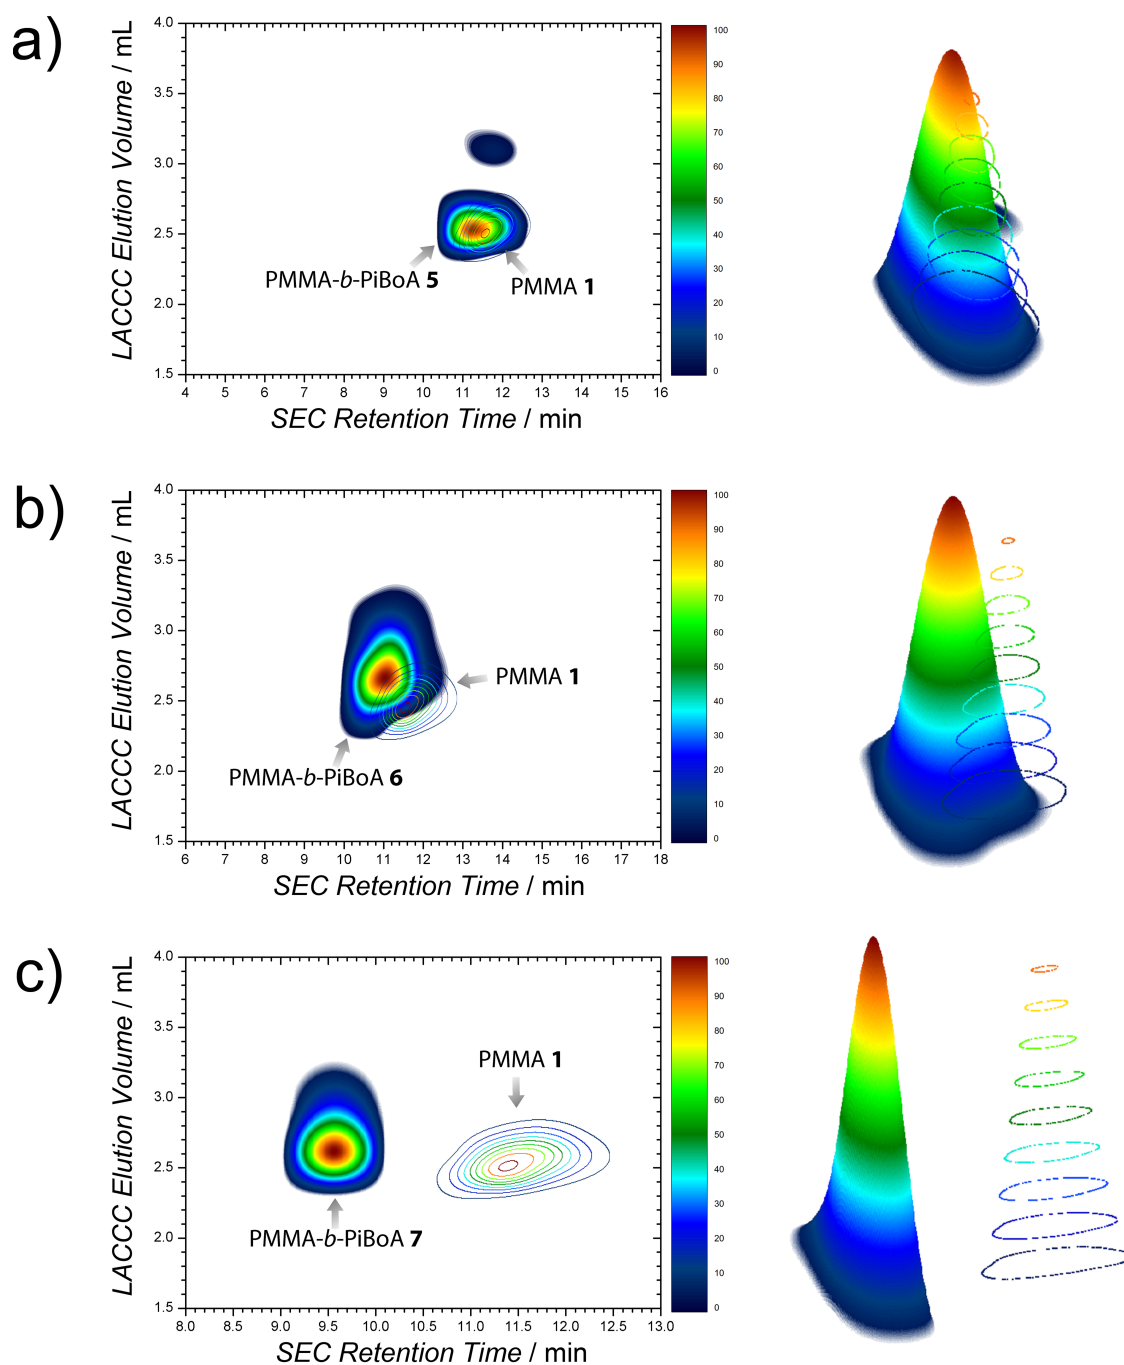 a)
LACCC Elution Volume / mL
4.0
3.5
3.0
2.5
2.0
1.5
PMMA-b-PiBoA 5
PMMA 1
4 5 6 7 8 9 10 11 12 13 14 15 16
SEC Retention Time / min
100
90
80
70
60
50
40
30
20
10
0
b)
LACCC Elution Volume / mL
4.0
3.5
3.0
2.5
2.0
1.5
PMMA 1
PMMA-b-PiBoA 6
6 7 8 9 10 11 12 13 14 15 16 17 18
SEC Retention Time / min
100
90
80
70
60
50
40
30
20
10
0
c)
LACCC Elution Volume / mL
4.0
3.5
3.0
2.5
2.0
1.5
PMMA 1
PMMA-b-PiBoA 7
8.0 8.5 9.0 9.5 10.0 10.5 11.0 11.5 12.0 12.5 13.0
SEC Retention Time / min
100
90
80
70
60
50
40
30
20
10
0